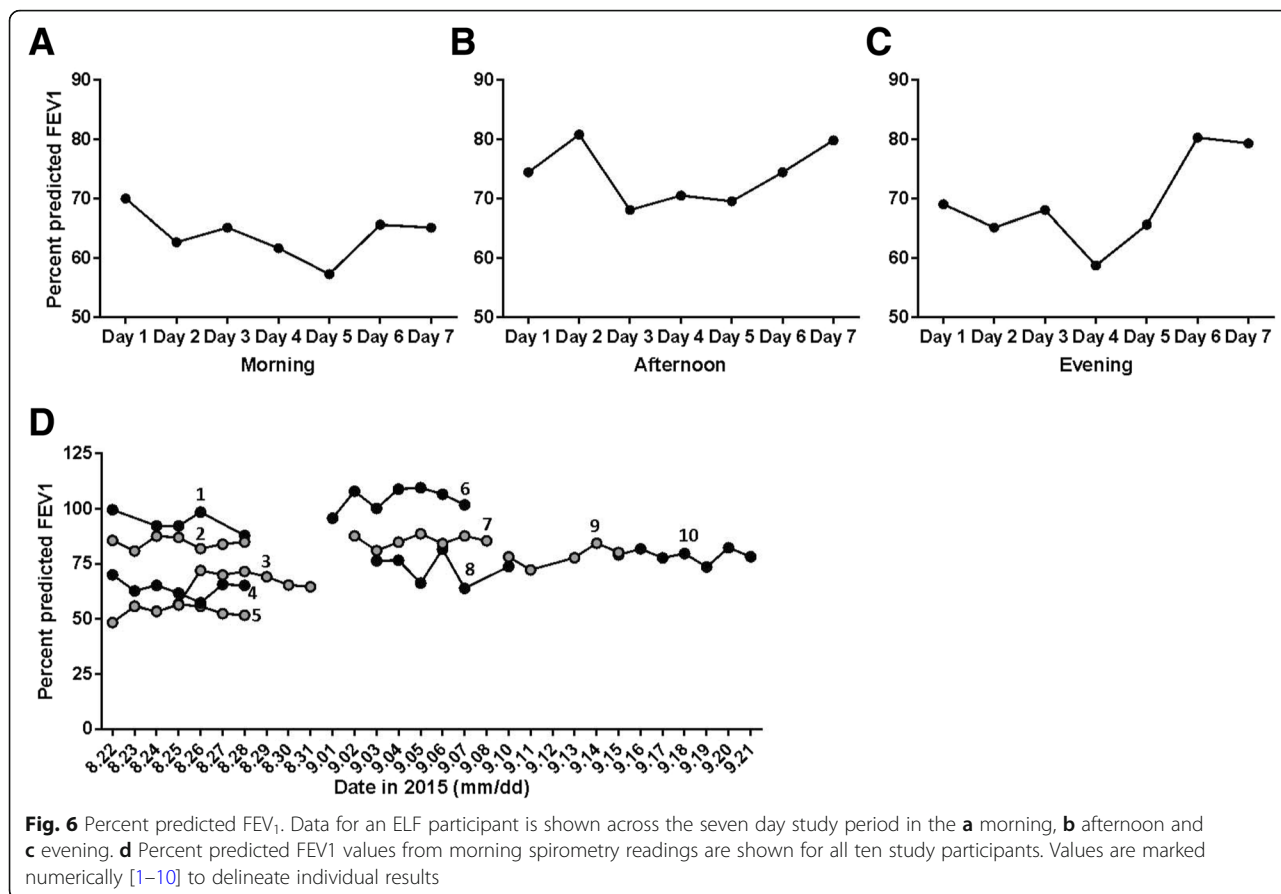 A
B
C
Percent predicted FEV1
90
80
70
60
50
Day 1 Day 2 Day 3 Day 4 Day 5 Day 6 Day 7
Morning
90
80
70
60
50
Day 1 Day 2 Day 3 Day 4 Day 5 Day 6 Day 7
Afternoon
90
80
70
60
50
Day 1 Day 2 Day 3 Day 4 Day 5 Day 6 Day 7
Evening
D
Percent predicted FEV1
125
100
75
50
25
0
1
2
3
4
5
6
7
8
9
10
8.22 8.23 8.24 8.25 8.26 8.27 8.28 8.29 8.30 8.31 9.01 9.02 9.03 9.04 9.05 9.06 9.07 9.08 9.10 9.11 9.12 9.13 9.14 9.15 9.16 9.17 9.18 9.19 9.20 9.21
Date in 2015 (mm/dd)
Fig. 6 Percent predicted FEV₁. Data for an ELF participant is shown across the seven day study period in the a morning, b afternoon and
c evening. d Percent predicted FEV1 values from morning spirometry readings are shown for all ten study participants. Values are marked
numerically [1–10] to delineate individual results